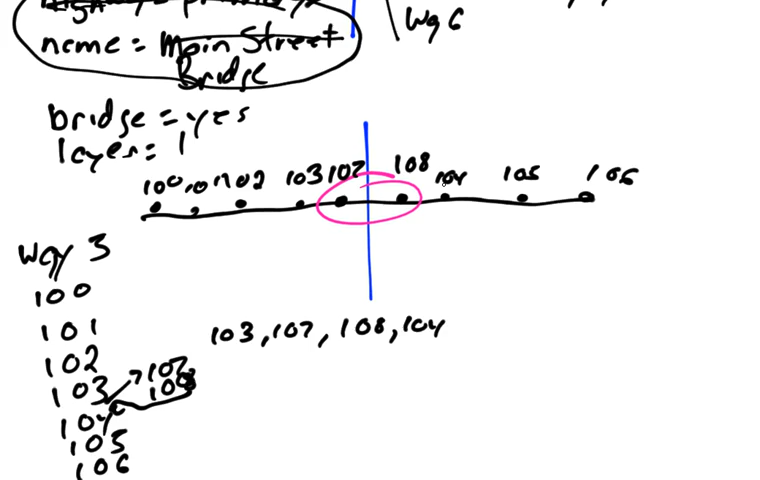 Way 6
name = Main Street
Bridge
bridge = yes
layer = 1
100 101 102 103 107 108 104 105 106
Way 3
100
101
102
103 107
108
104
105
106
103, 107, 108, 104